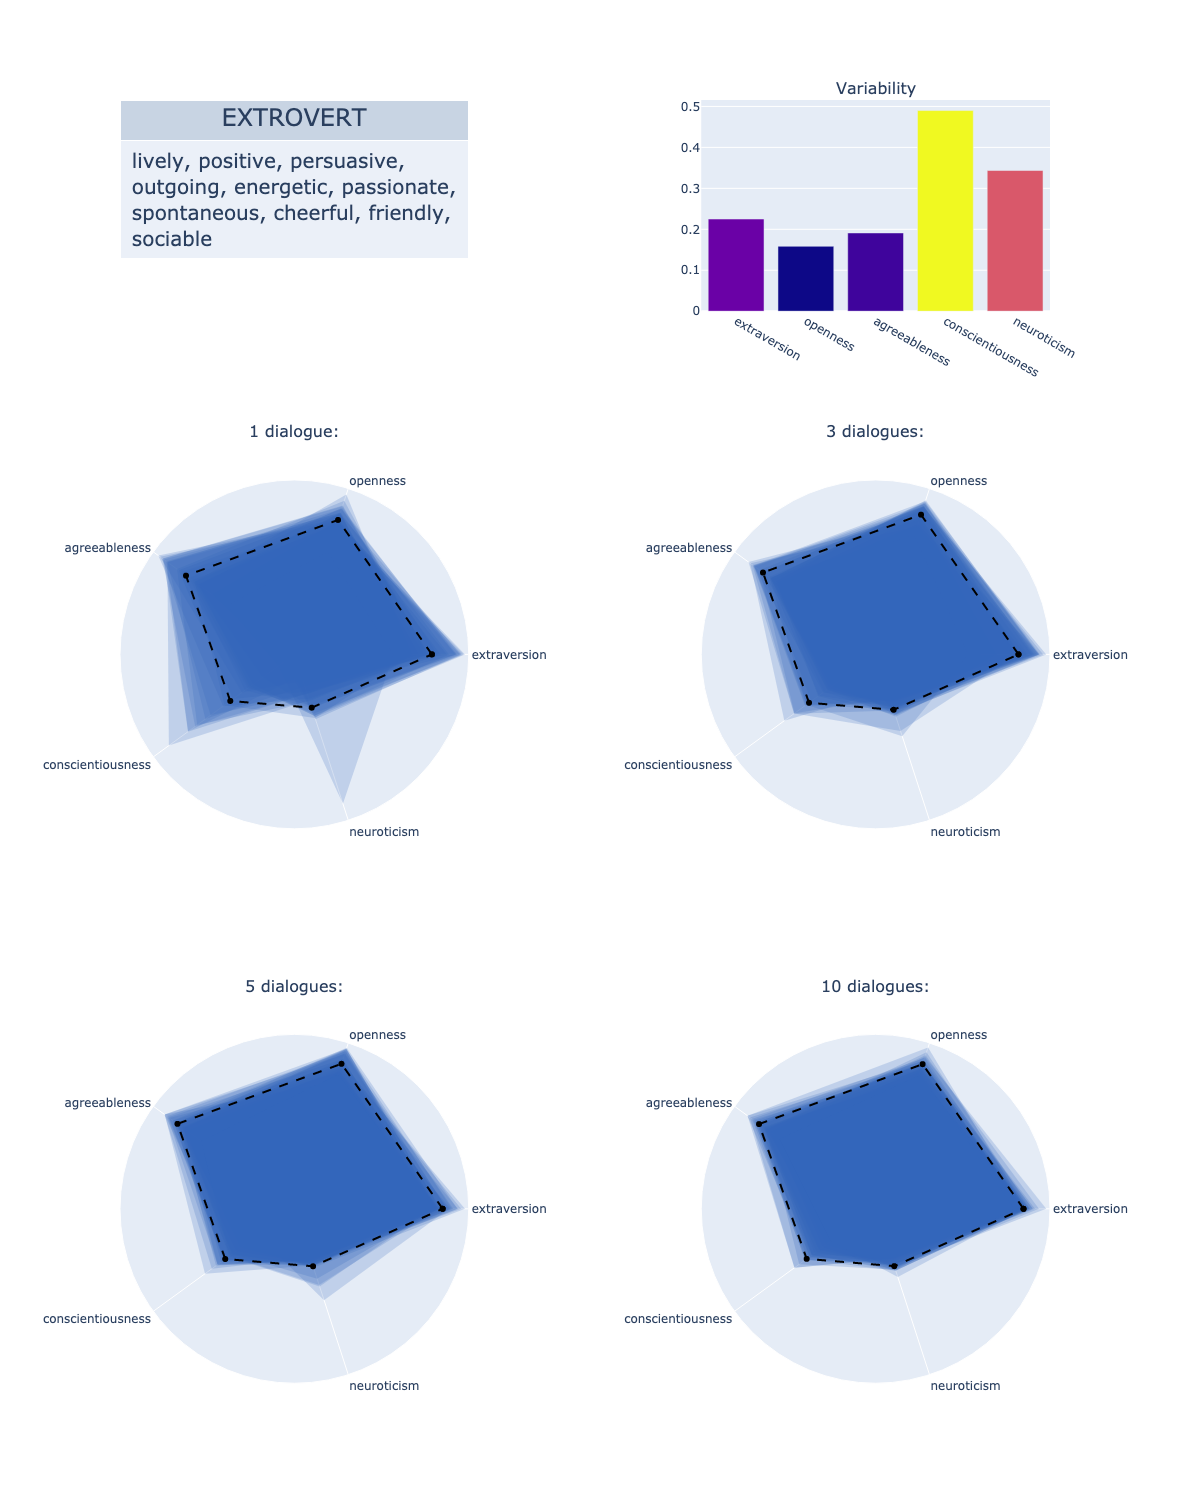 EXTROVERT
lively, positive, persuasive,
outgoing, energetic, passionate,
spontaneous, cheerful, friendly,
sociable
Variability
0.5
0.4
0.3
0.2
0.1
0
extraversion
openness
agreeableness
conscientiousness
neuroticism
1 dialogue:
openness
agreeableness
extraversion
conscientiousness
neuroticism
3 dialogues:
openness
agreeableness
extraversion
conscientiousness
neuroticism
5 dialogues:
openness
agreeableness
extraversion
conscientiousness
neuroticism
10 dialogues:
openness
agreeableness
extraversion
conscientiousness
neuroticism